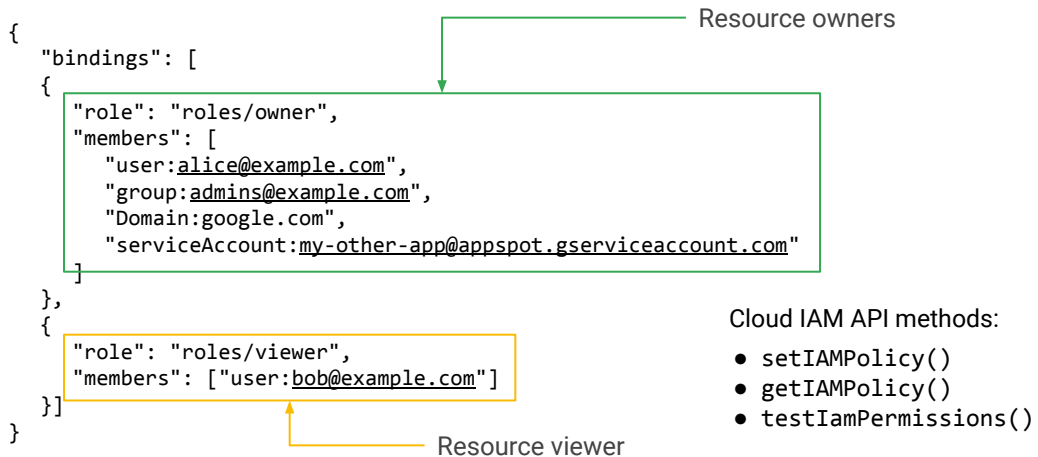 Resource owners
{
"bindings": [
{
"role": "roles/owner",
"members": [
"user:alice@example.com",
"group:admins@example.com",
"Domain:google.com",
"serviceAccount:my-other-app@appspot.gserviceaccount.com"
]
},
{
"role": "roles/viewer",
"members": ["user:bob@example.com"]
}]
}
Resource viewer
Cloud IAM API methods:
● setIAMPolicy()
● getIAMPolicy()
● testIamPermissions()